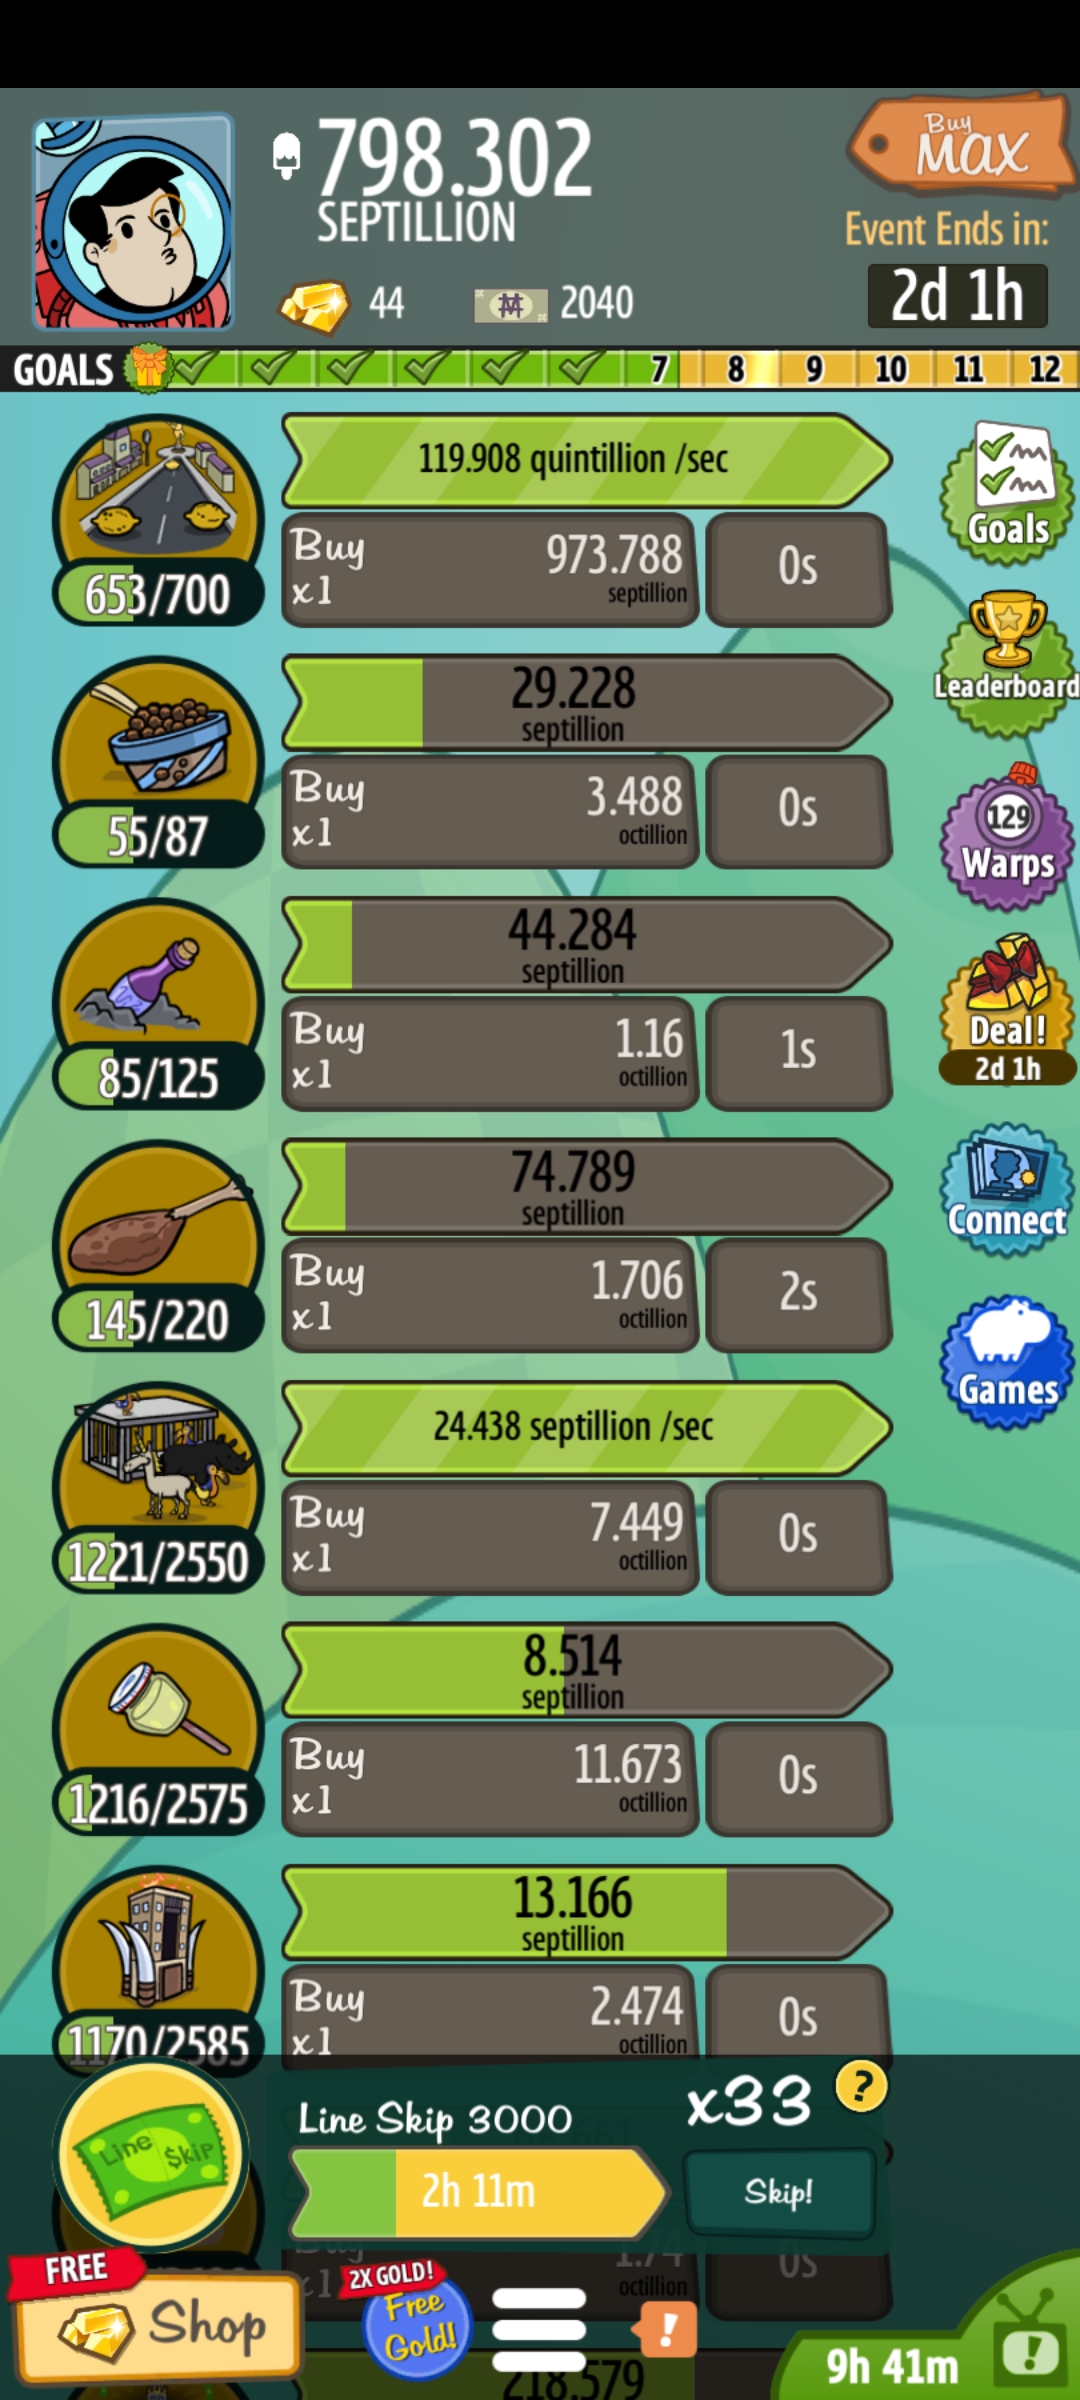 798.302
SEPTILLION
Buy
MAX
Event Ends in:
2d 1h
44
2040
GOALS
7
8
9
10
11
12
119.908 quintillion /sec
Buy
x1
973.788
septillion
0s
653/700
Goals
29.228
septillion
Leaderboard
Buy
x1
3.488
octillion
0s
55/87
129
Warps
44.284
septillion
Buy
x1
1.16
octillion
1s
85/125
Deal!
2d 1h
74.789
septillion
Buy
x1
1.706
octillion
2s
145/220
Connect
24.438 septillion /sec
Games
Buy
x1
7.449
octillion
0s
1221/2550
8.514
septillion
Buy
x1
11.673
octillion
0s
1216/2575
13.166
septillion
Buy
x1
2.474
octillion
0s
1170/2585
Line Skip 3000
x33
?
Line $kip
2h 11m
Skip!
1.74
octillion
0s
x1
FREE
Shop
2X GOLD!
Free
Gold!
!
9h 41m
!
218.579